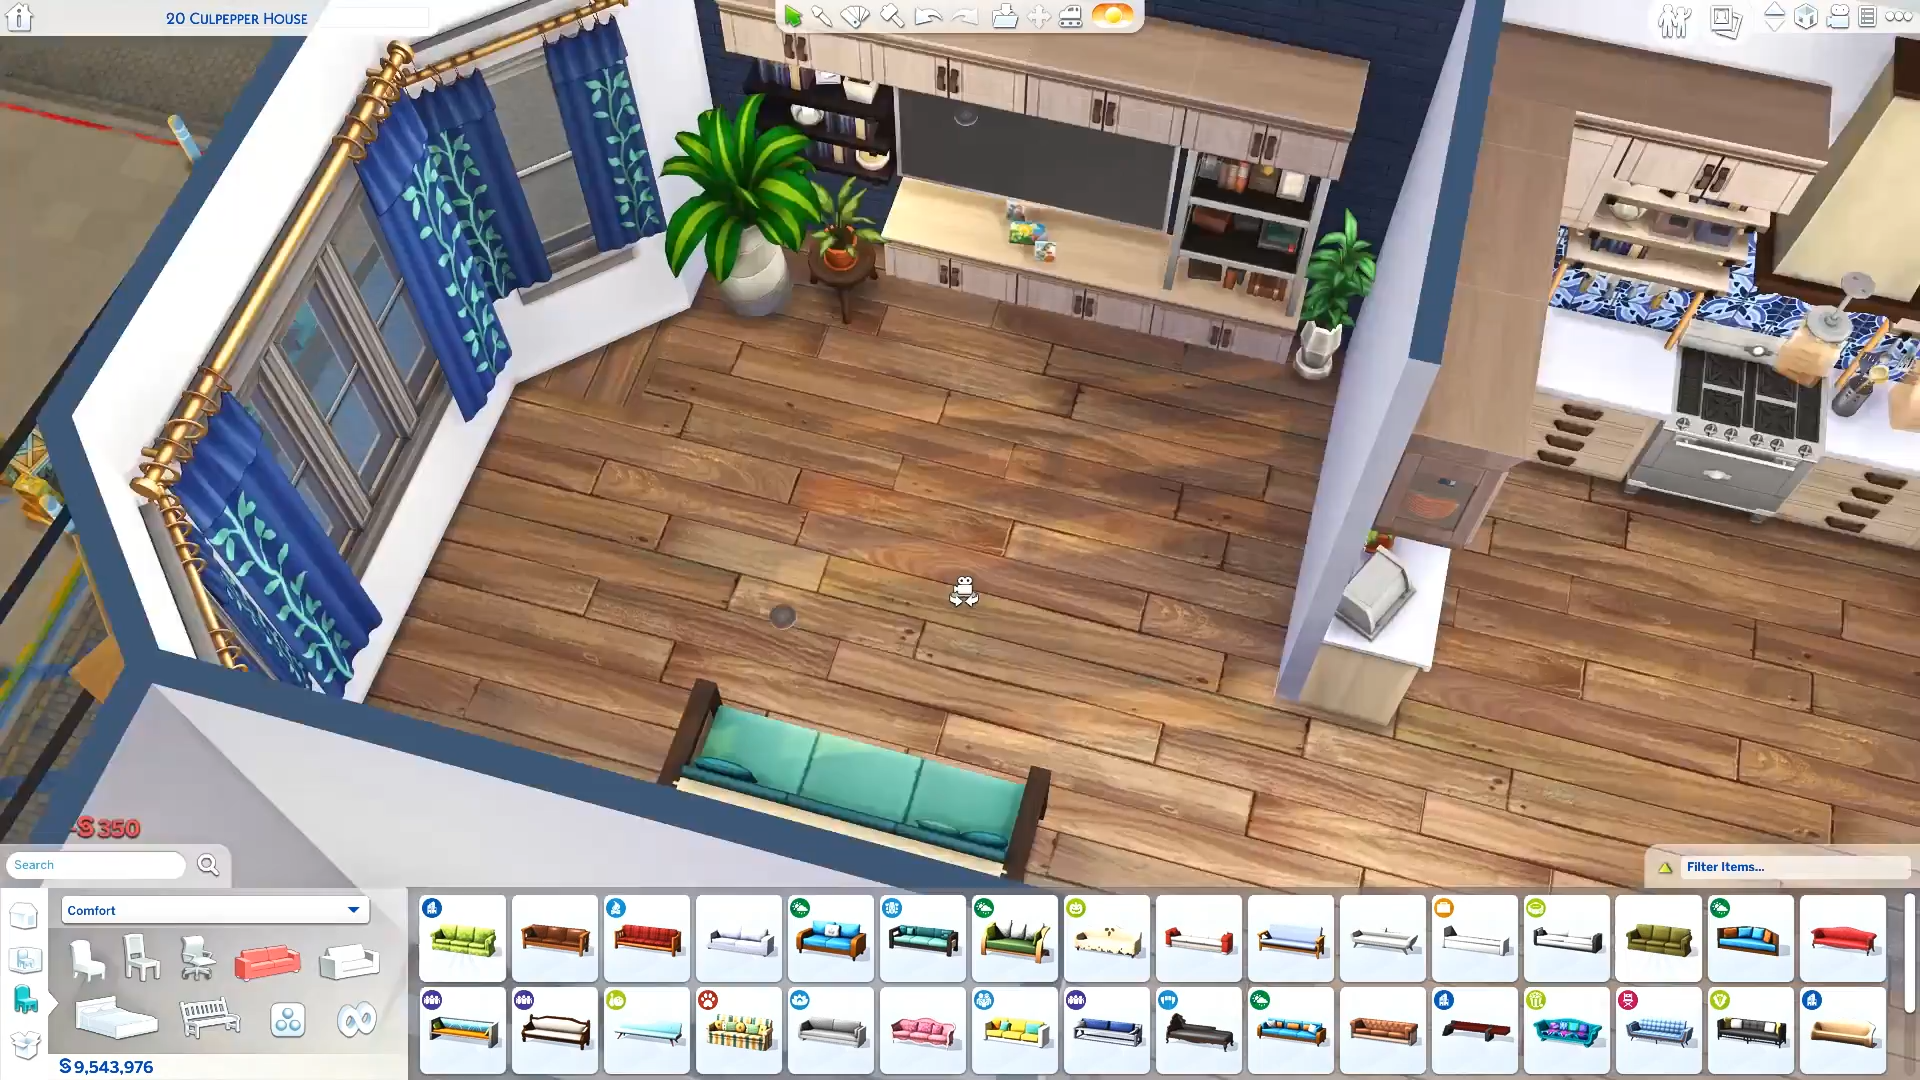 20 Culpepper House
-§350
Search
Filter Items...
Comfort
§9,543,976